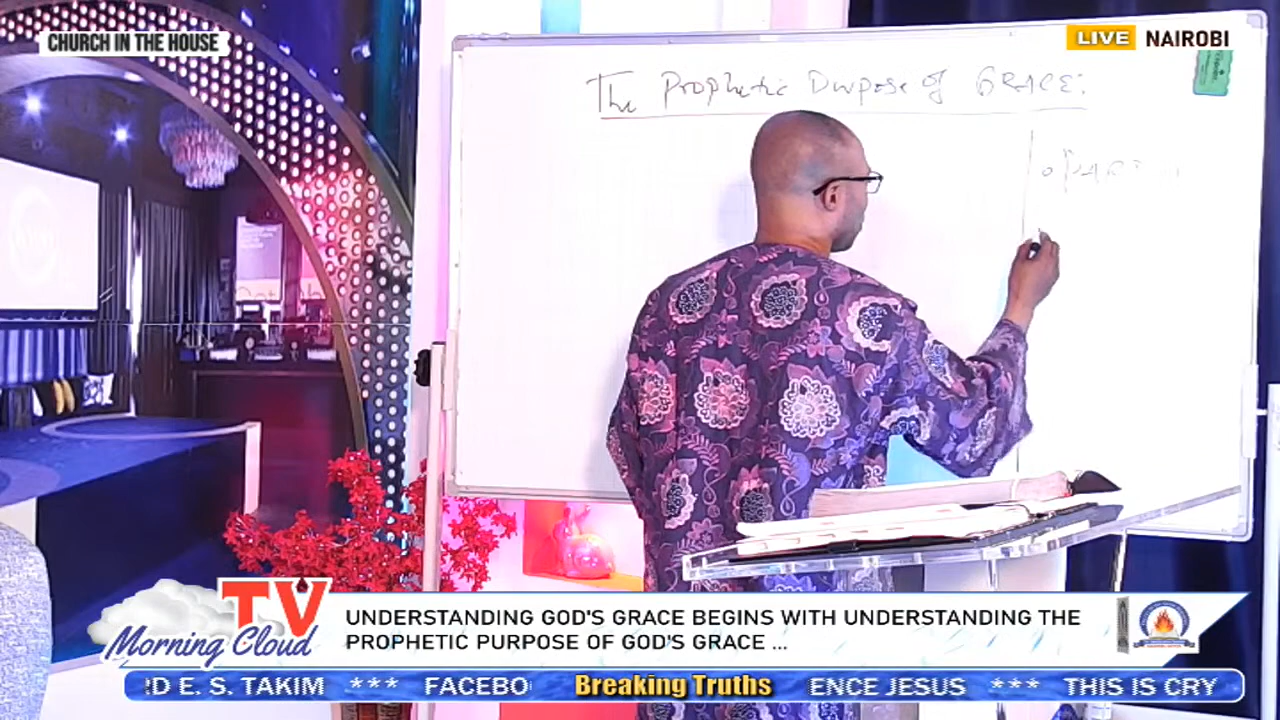 CHURCH IN THE HOUSE
LIVE NAIROBI
The Prophetic Purpose of GRACE:
TV
Morning Cloud
UNDERSTANDING GOD'S GRACE BEGINS WITH UNDERSTANDING THE
PROPHETIC PURPOSE OF GOD'S GRACE ...
D E. S. TAKIM *** FACEBO Breaking Truths ENCE JESUS *** THIS IS CRY